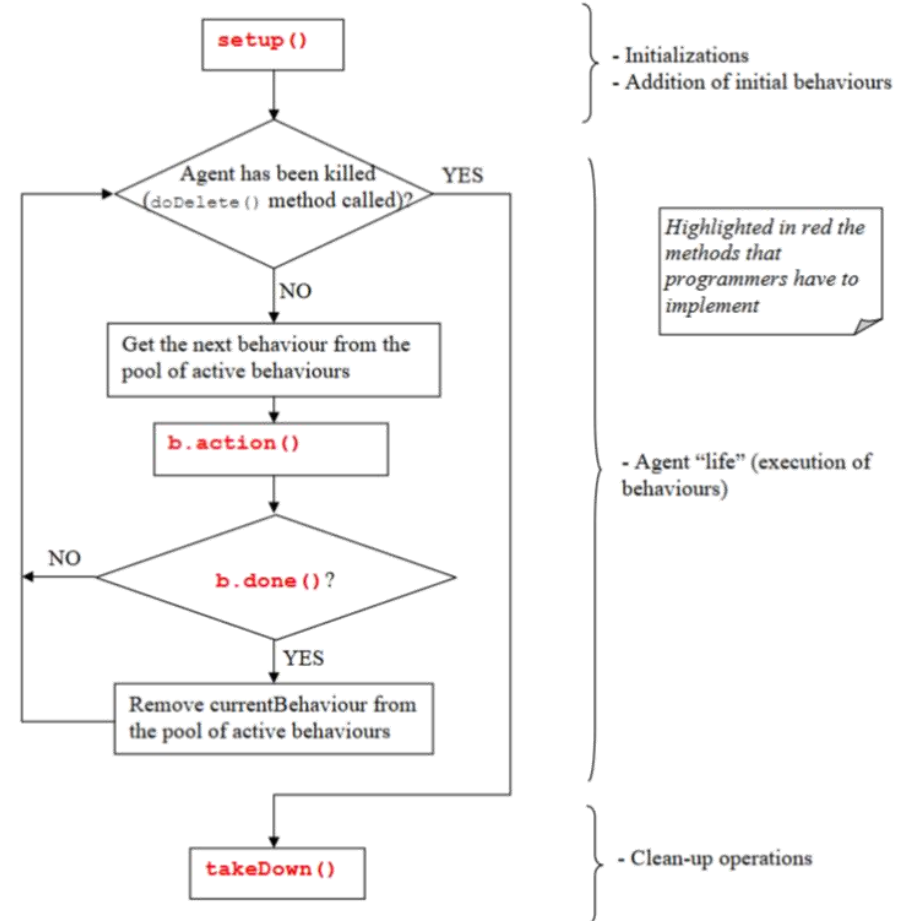 setup()
- Initializations
- Addition of initial behaviours
Agent has been killed
(doDelete() method called)?
YES
Highlighted in red the
methods that
programmers have to
implement
NO
Get the next behaviour from the
pool of active behaviours
b.action()
- Agent “life” (execution of
behaviours)
NO
b.done()?
YES
Remove currentBehaviour from
the pool of active behaviours
takeDown()
- Clean-up operations